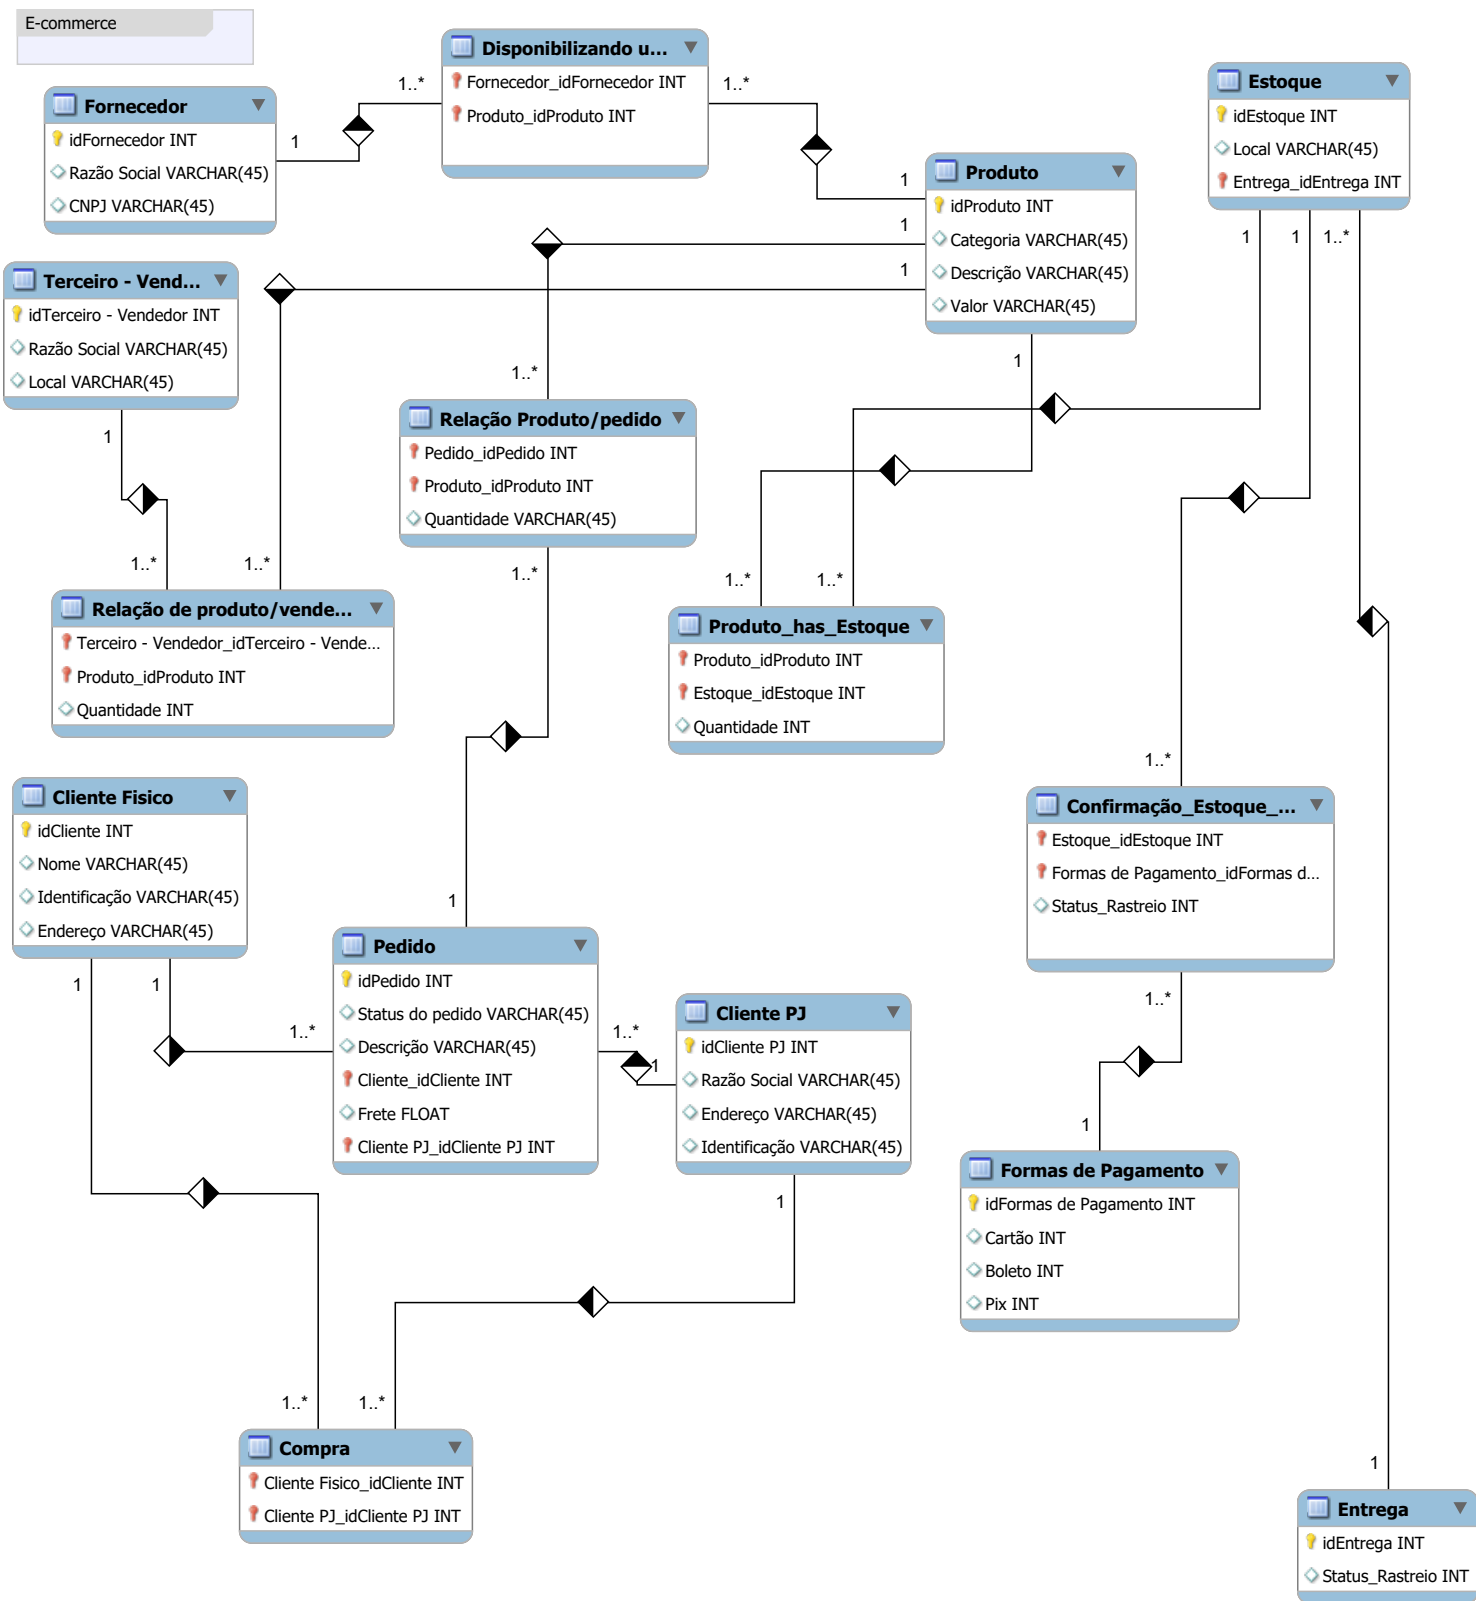 E-commerce
Disponibilizando u...
Fornecedor_idFornecedor INT
Produto_idProduto INT
1..*
1..*
Fornecedor
idFornecedor INT
Razão Social VARCHAR(45)
CNPJ VARCHAR(45)
1
Estoque
idEstoque INT
Local VARCHAR(45)
Entrega_idEntrega INT
1
1
1..*
Produto
idProduto INT
Categoria VARCHAR(45)
Descrição VARCHAR(45)
Valor VARCHAR(45)
1
1
1
1
Terceiro - Vend...
idTerceiro - Vendedor INT
Razão Social VARCHAR(45)
Local VARCHAR(45)
1
1..*
Relação Produto/pedido
Pedido_idPedido INT
Produto_idProduto INT
Quantidade VARCHAR(45)
1..*
1..*
1..*
Relação de produto/vende...
Terceiro - Vendedor_idTerceiro - Vende...
Produto_idProduto INT
Quantidade INT
1..*
1..*
Produto_has_Estoque
Produto_idProduto INT
Estoque_idEstoque INT
Quantidade INT
1..*
Confirmação_Estoque_...
Estoque_idEstoque INT
Formas de Pagamento_idFormas d...
Status_Rastreio INT
1..*
Cliente Fisico
idCliente INT
Nome VARCHAR(45)
Identificação VARCHAR(45)
Endereço VARCHAR(45)
1
1
1
Pedido
idPedido INT
Status do pedido VARCHAR(45)
Descrição VARCHAR(45)
Cliente_idCliente INT
Frete FLOAT
Cliente PJ_idCliente PJ INT
1..*
1..*
1
Cliente PJ
idCliente PJ INT
Razão Social VARCHAR(45)
Endereço VARCHAR(45)
Identificação VARCHAR(45)
1
1
Formas de Pagamento
idFormas de Pagamento INT
Cartão INT
Boleto INT
Pix INT
1..*
1..*
Compra
Cliente Fisico_idCliente INT
Cliente PJ_idCliente PJ INT
1
Entrega
idEntrega INT
Status_Rastreio INT